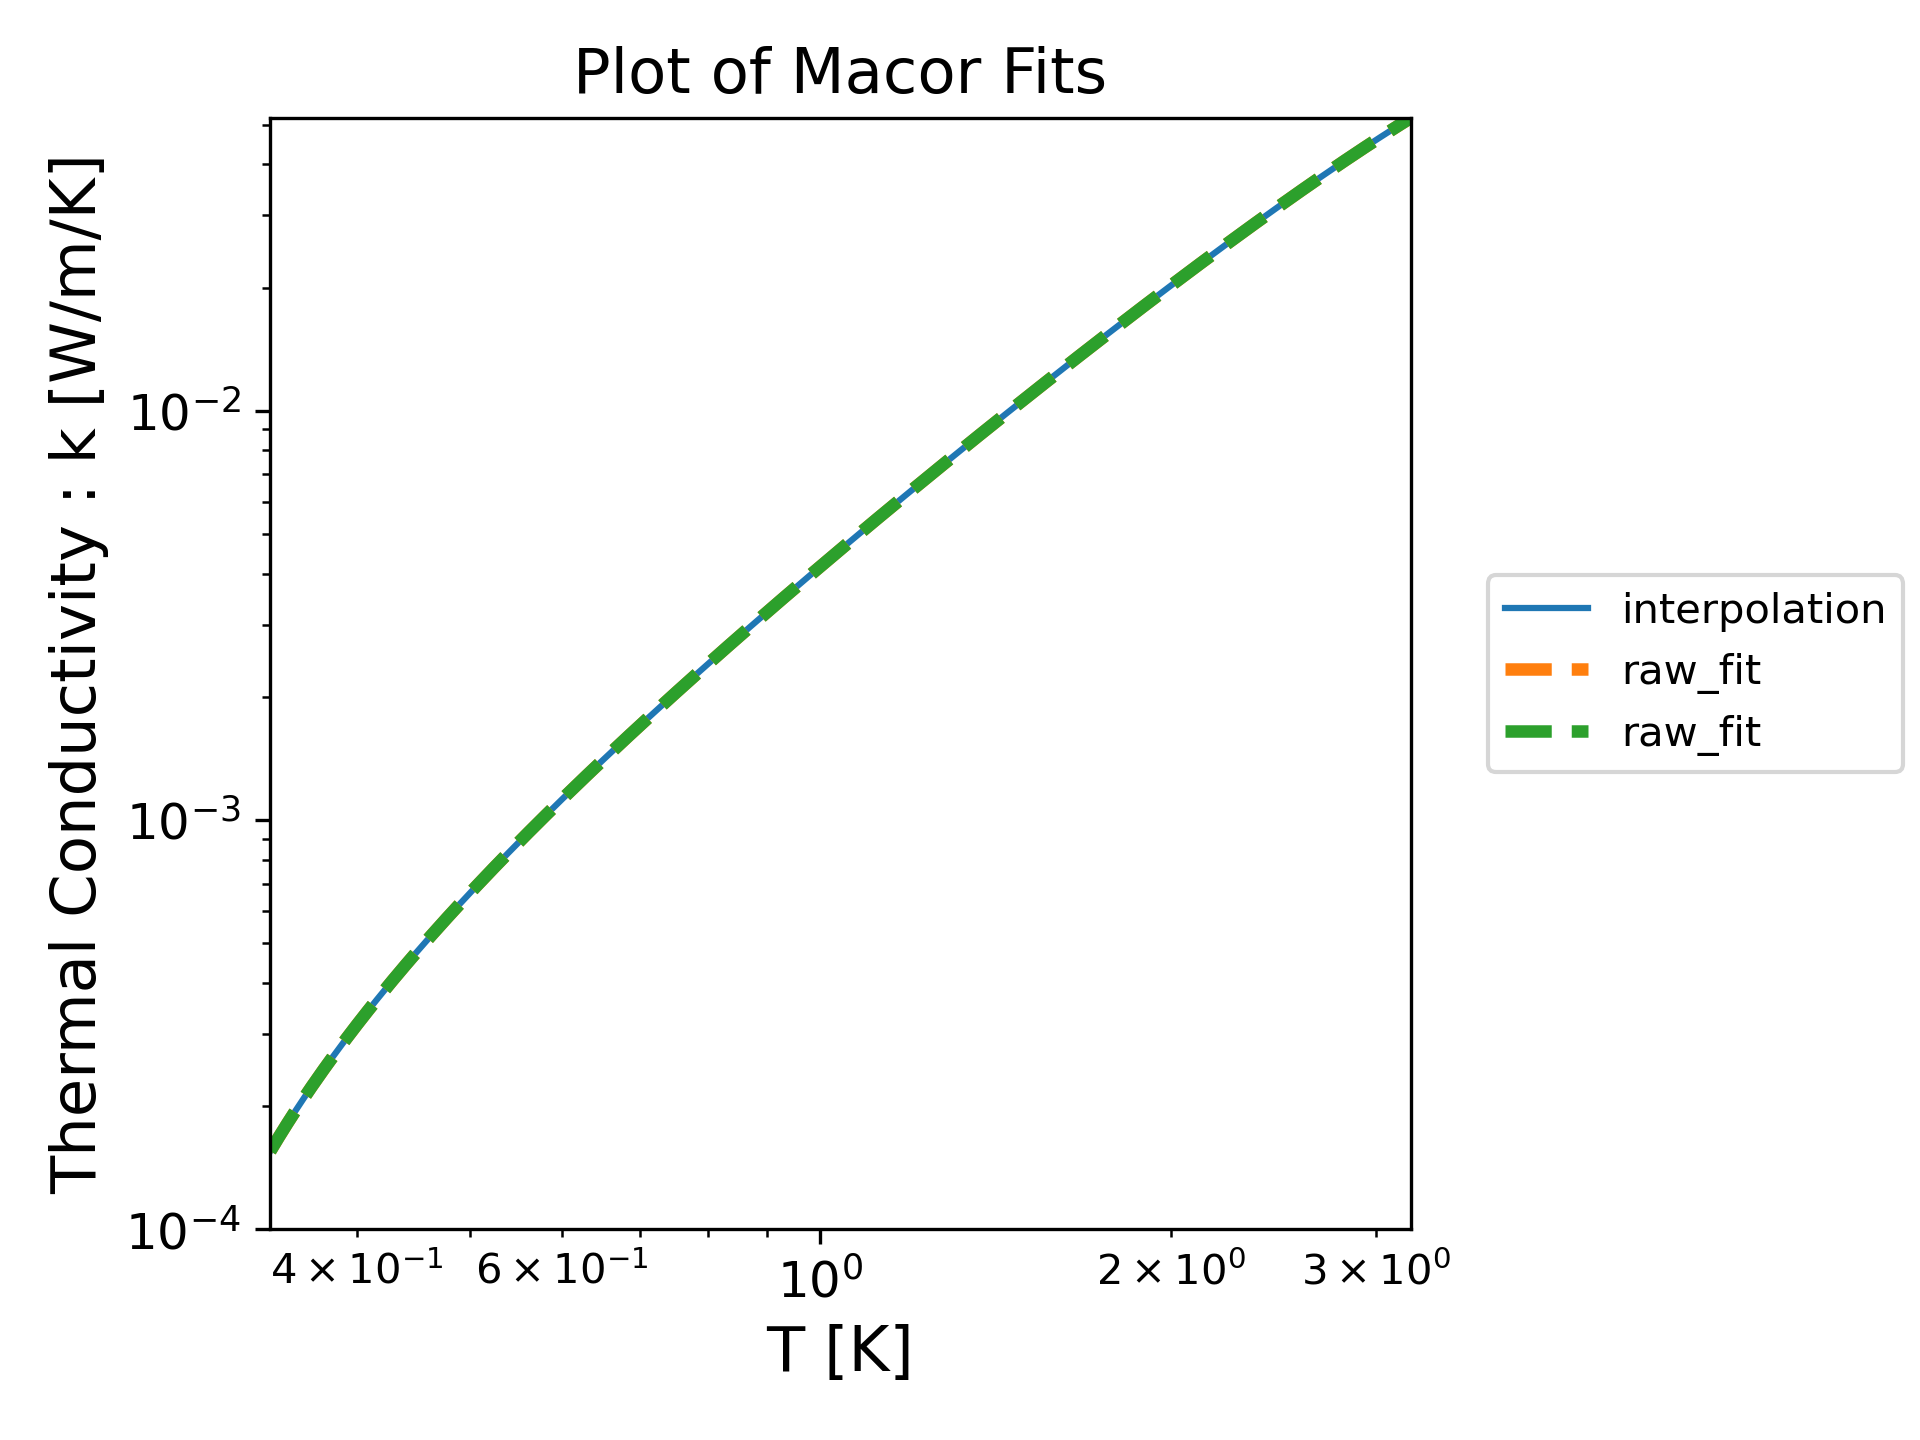 Plot of Macor Fits
Thermal Conductivity : k [W/m/K]
10⁻²
10⁻³
10⁻⁴
4 × 10⁻¹ 6 × 10⁻¹ 10⁰ 2 × 10⁰ 3 × 10⁰
T [K]
interpolation
raw_fit
raw_fit